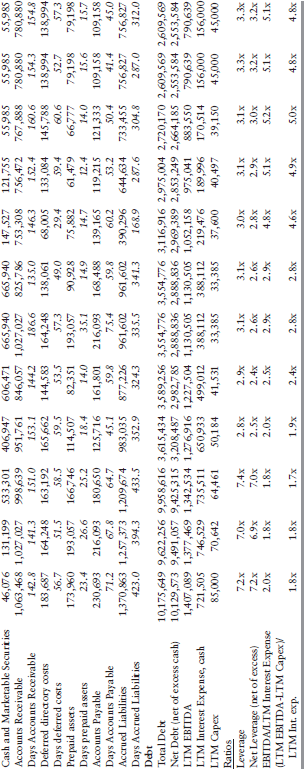 Cash and Marketable Securities 46,076 131,199 533,301 406,947 606,471 665,940 665,940 147,527 121,755 55,985 55,985 55,985
Accounts Receivable 1,063,468 1,027,027 998,639 951,761 846,057 1,027,027 825,786 733,308 756,472 767,888 780,880 780,880
Days Accounts Receivable 142.8 141.3 151.0 153.1 144.2 186.6 135.0 146.3 152.4 160.6 154.3 154.8
Deferred directory costs 183,687 164,248 163,192 165,662 144,583 164,248 138,061 68,005 133,084 145,788 138,994 138,994
Days deferred costs 56.7 51.5 58.5 59.5 53.5 57.3 49.0 29.4 59.4 60.6 52.7 57.3
Prepaid assets 173,960 193,057 166,746 114,507 82,351 193,057 90,928 75,882 61,479 66,777 79,198 79,198
Days prepaid assets 23.4 26.6 25.2 18.4 14.0 35.1 14.9 14.7 12.4 14.0 15.6 15.7
Accounts Payable 230,693 216,093 180,650 125,716 161,801 216,093 168,488 139,165 119,215 121,333 109,158 109,158
Days Accounts Payable 71.2 67.8 64.7 45.1 59.8 75.4 59.8 60.2 53.2 50.4 41.4 45.0
Accrued Liabilities 1,370,863 1,257,373 1,209,674 983,035 877,226 961,602 961,602 390,296 644,634 733,455 756,827 756,827
Days Accrued Liabilities 423.0 394.3 433.5 352.9 324.3 335.5 341.3 168.9 287.6 304.8 287.0 312.0
Debt
Total Debt 10,175,649 9,622,256 9,958,616 3,615,434 3,589,256 3,554,776 3,554,776 3,116,916 2,975,004 2,720,170 2,609,569 2,609,569
Net Debt (net of excess cash) 10,129,573 9,491,057 9,425,315 3,208,487 2,982,785 2,888,836 2,888,836 2,969,389 2,853,249 2,664,185 2,553,584 2,553,584
LTM EBITDA 1,407,089 1,377,469 1,342,534 1,276,916 1,227,504 1,130,505 1,130,505 1,052,158 975,041 883,550 790,639 790,639
LTM Interest Expense, cash 721,505 746,529 735,511 650,933 499,012 388,112 388,112 219,476 189,996 170,514 156,000 156,000
LTM Capex 85,000 70,642 64,461 50,184 41,531 33,385 33,385 37,600 40,497 39,150 45,000 45,000
Ratios
Leverage 7.2x 7.0x 7.4x 2.8x 2.9x 3.1x 3.1x 3.0x 3.1x 3.1x 3.3x 3.3x
Net Leverage (net of excess) 7.2x 6.9x 7.0x 2.5x 2.4x 2.6x 2.6x 2.8x 2.9x 3.0x 3.2x 3.2x
EBITDA/LTM Interest Expense 2.0x 1.8x 1.8x 2.0x 2.5x 2.9x 2.9x 4.8x 5.1x 5.2x 5.1x 5.1x
(LTM EBITDA-LTM Capex)/
LTM Int. exp. 1.8x 1.8x 1.7x 1.9x 2.4x 2.8x 2.8x 4.6x 4.9x 5.0x 4.8x 4.8x